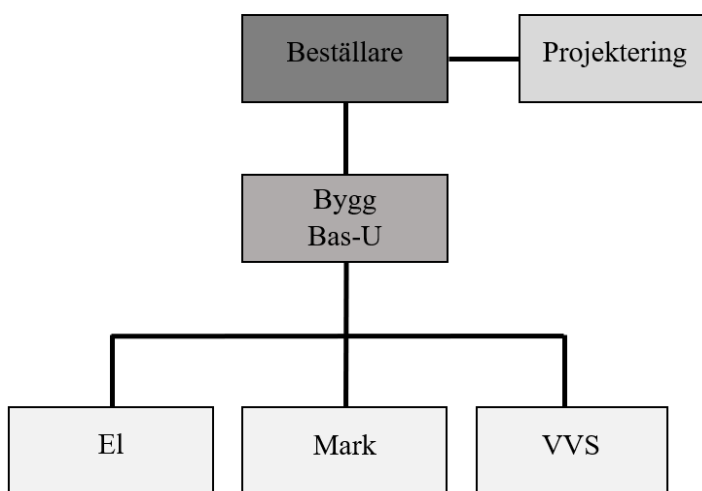 Beställare
Projektering
Bygg
Bas-U
El
Mark
VVS